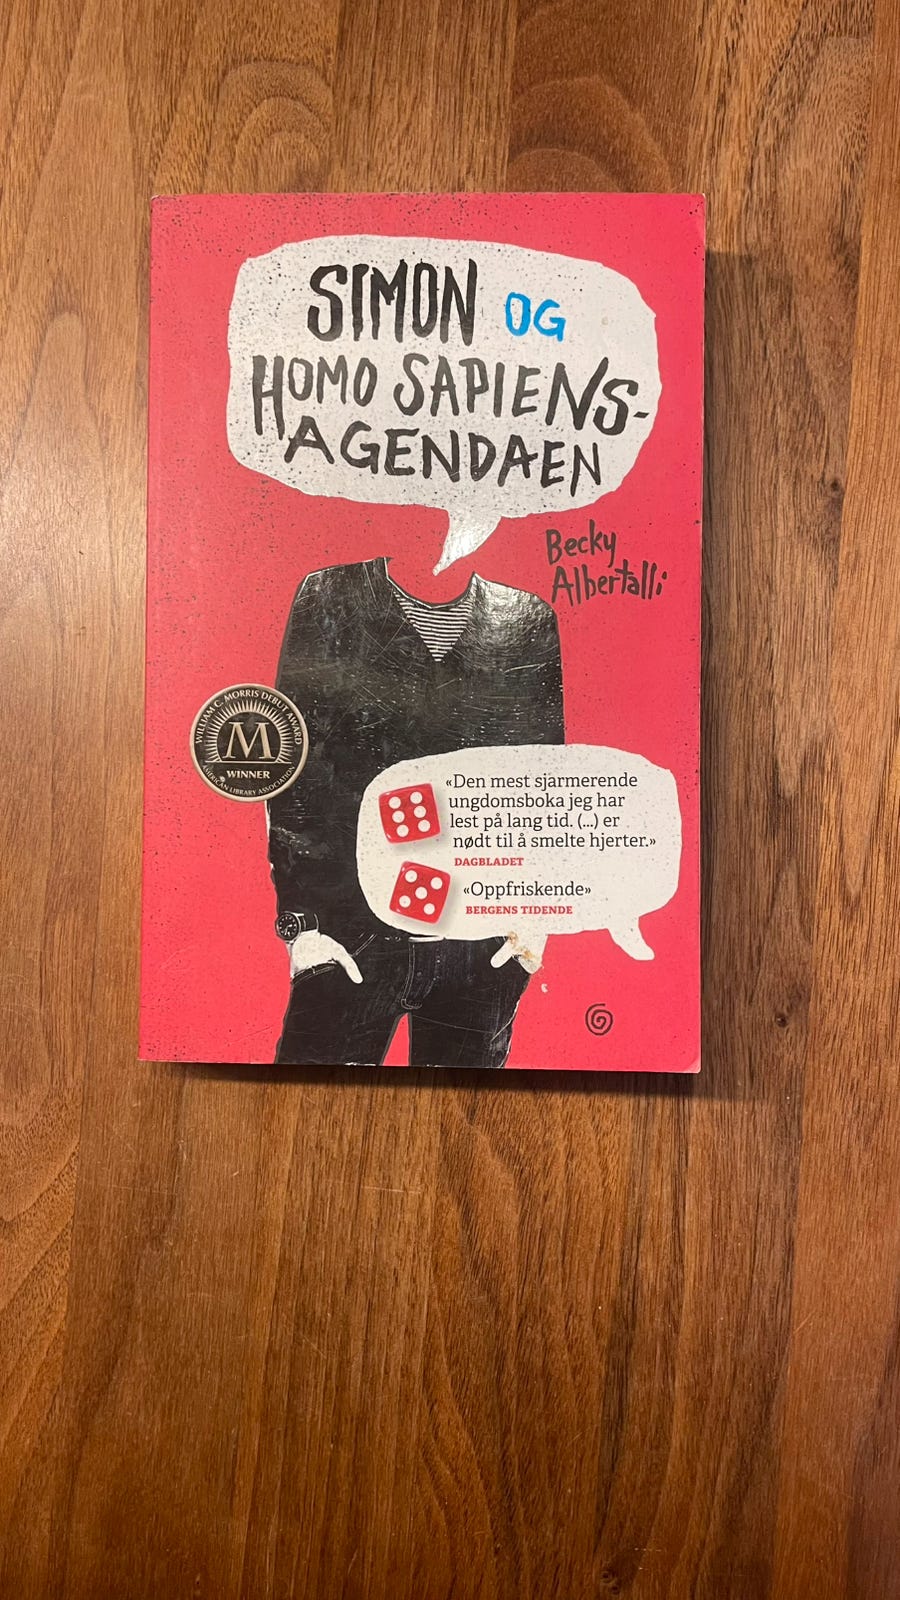 SIMON OG
HOMO SAPIENS-
AGENDAEN
Becky
Albertalli
WILLIAM C. MORRIS DEBUT AWARD
M
WINNER
AMERICAN LIBRARY ASSOCIATION
«Den mest sjarmerende
ungdomsboka jeg har
lest på lang tid. (...) er
nødt til å smelte hjerter.»
DAGBLADET
«Oppfriskende»
BERGENS TIDENDE